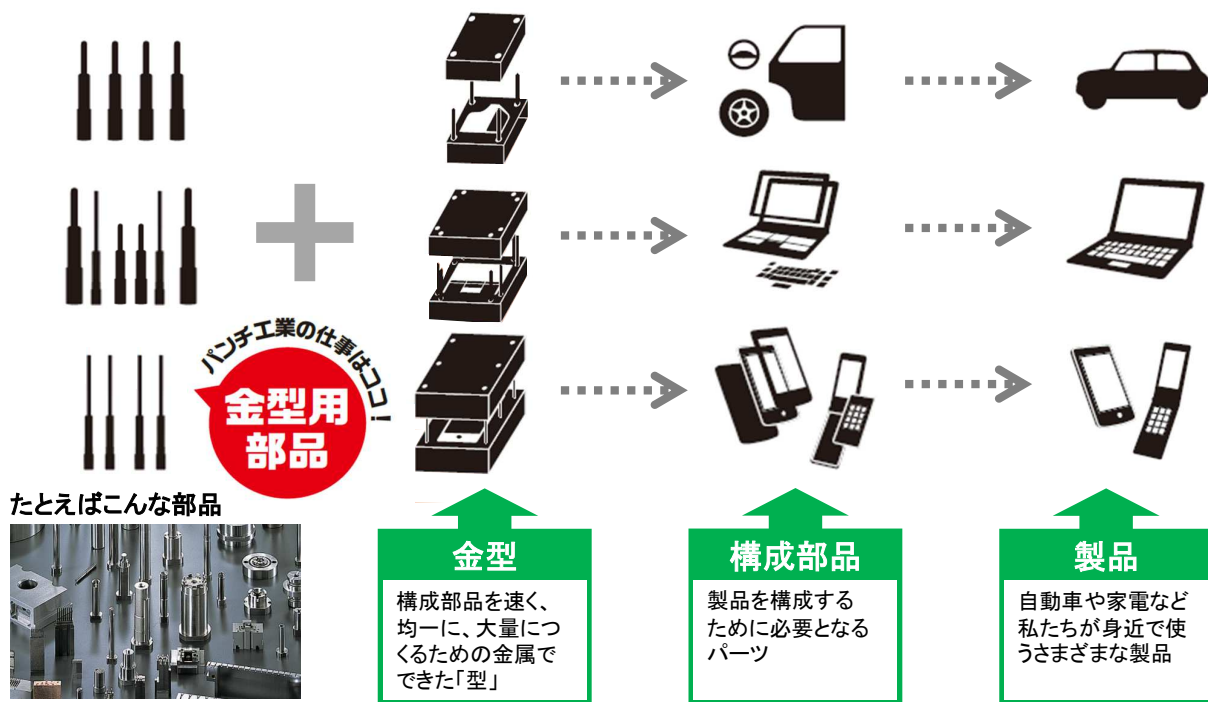 パンチ工業の仕事はココ！
金型用
部品
たとえばこんな部品
金型
構成部品を速く、
均一に、大量につ
くるための金属で
できた「型」
構成部品
製品を構成する
ために必要となる
パーツ
製品
自動車や家電など
私たちが身近で使
うさまざまな製品